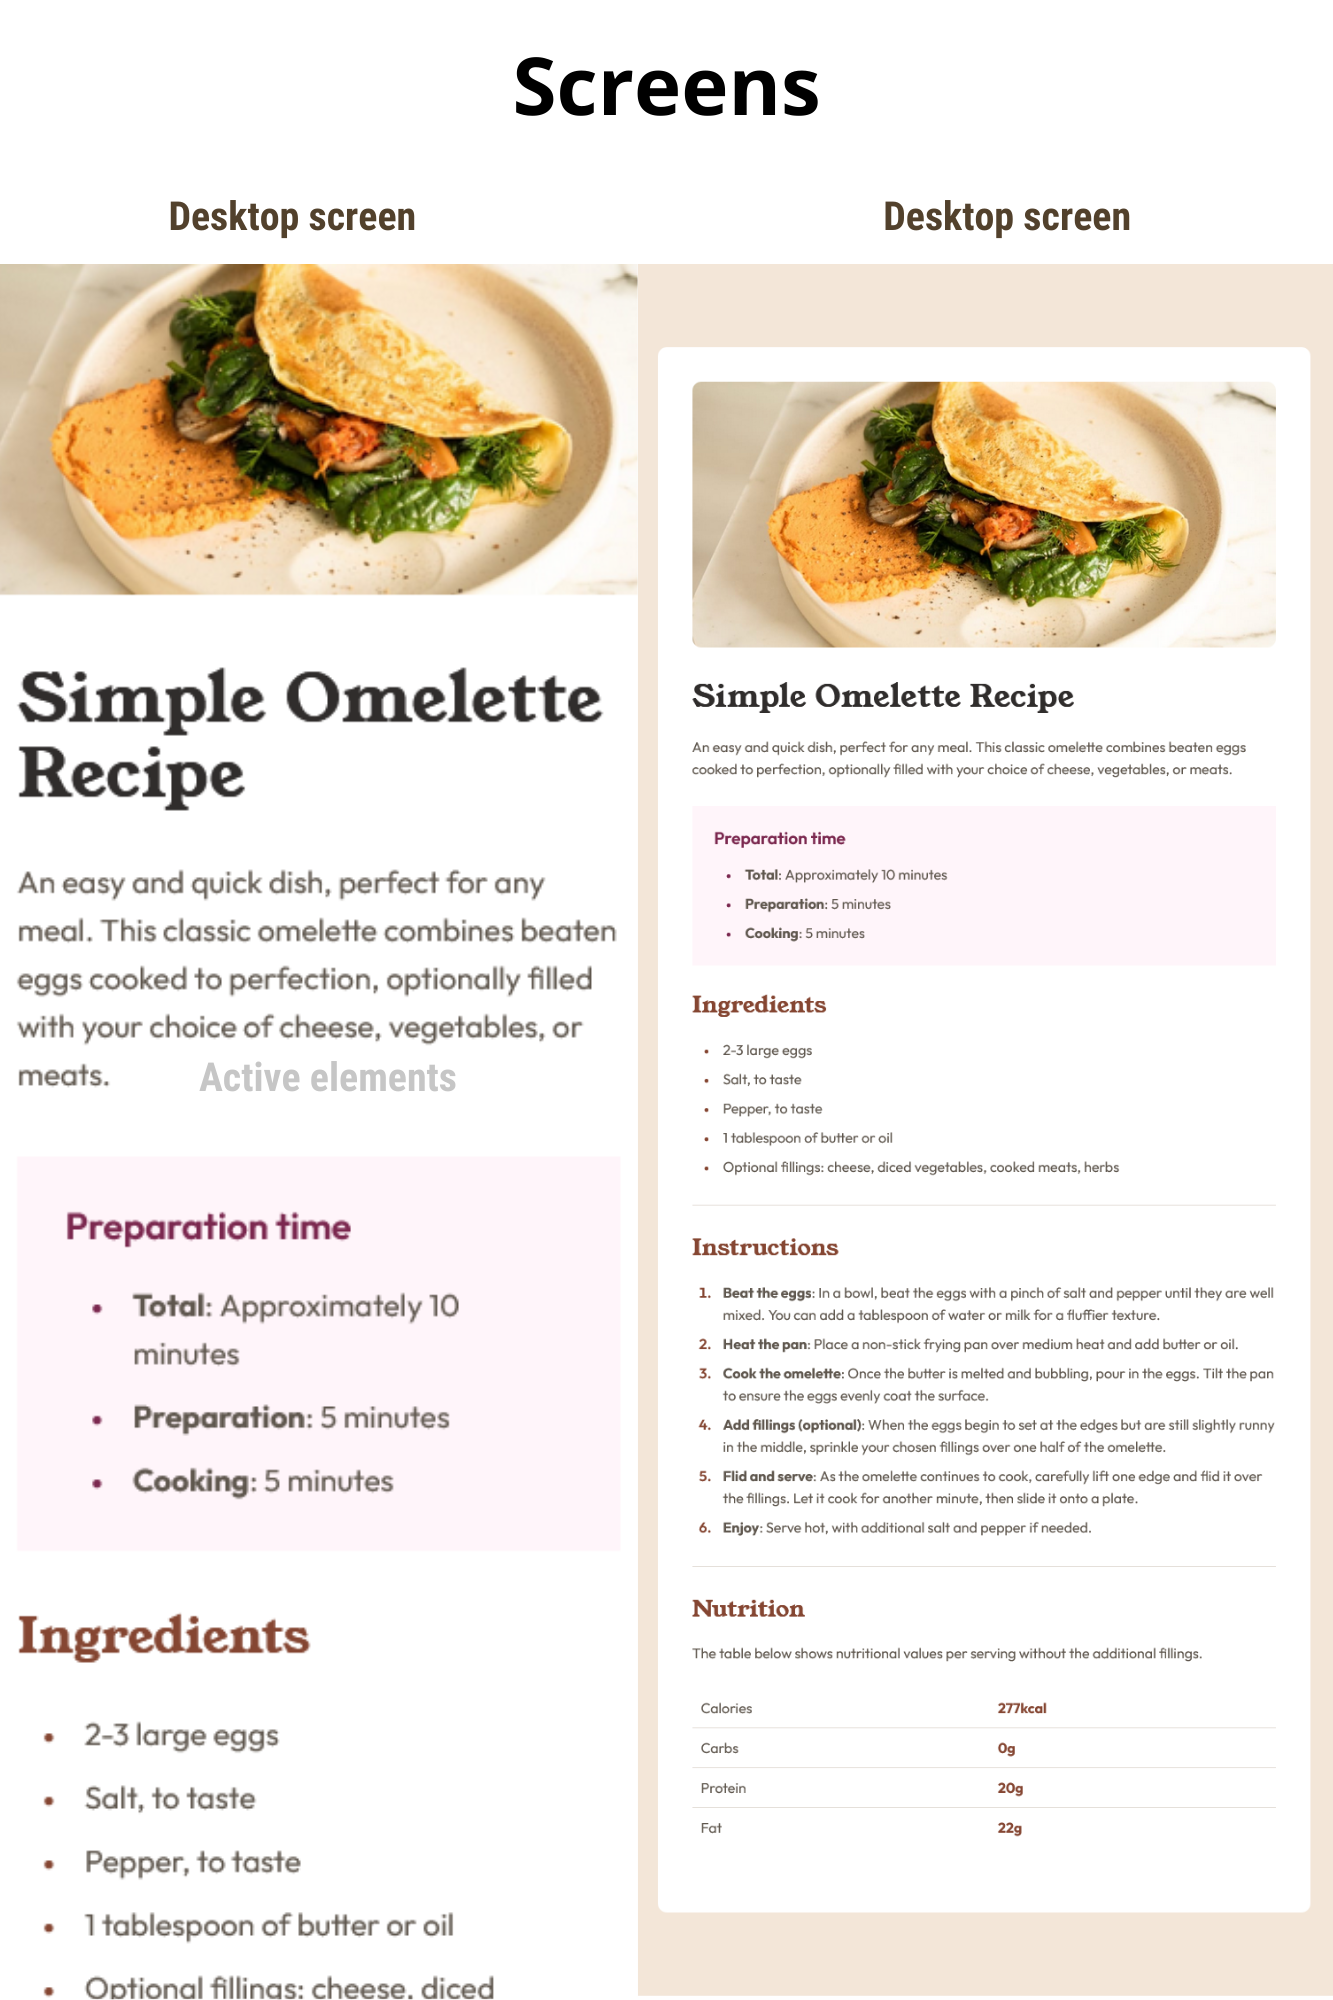 Screens
Desktop screen
Desktop screen
Simple Omelette
Recipe
An easy and quick dish, perfect for any
meal. This classic omelette combines beaten
eggs cooked to perfection, optionally filled
with your choice of cheese, vegetables, or
meats.
Active elements
Preparation time
• Total: Approximately 10
minutes
• Preparation: 5 minutes
• Cooking: 5 minutes
Ingredients
• 2-3 large eggs
• Salt, to taste
• Pepper, to taste
• 1 tablespoon of butter or oil
• Optional fillings: cheese, diced
Simple Omelette Recipe
An easy and quick dish, perfect for any meal. This classic omelette combines beaten eggs
cooked to perfection, optionally filled with your choice of cheese, vegetables, or meats.
Preparation time
• Total: Approximately 10 minutes
• Preparation: 5 minutes
• Cooking: 5 minutes
Ingredients
• 2-3 large eggs
• Salt, to taste
• Pepper, to taste
• 1 tablespoon of butter or oil
• Optional fillings: cheese, diced vegetables, cooked meats, herbs
Instructions
1. Beat the eggs: In a bowl, beat the eggs with a pinch of salt and pepper until they are well
mixed. You can add a tablespoon of water or milk for a fluffier texture.
2. Heat the pan: Place a non-stick frying pan over medium heat and add butter or oil.
3. Cook the omelette: Once the butter is melted and bubbling, pour in the eggs. Tilt the pan
to ensure the eggs evenly coat the surface.
4. Add fillings (optional): When the eggs begin to set at the edges but are still slightly runny
in the middle, sprinkle your chosen fillings over one half of the omelette.
5. Flid and serve: As the omelette continues to cook, carefully lift one edge and flid it over
the fillings. Let it cook for another minute, then slide it onto a plate.
6. Enjoy: Serve hot, with additional salt and pepper if needed.
Nutrition
The table below shows nutritional values per serving without the additional fillings.
Calories 277kcal
Carbs 0g
Protein 20g
Fat 22g